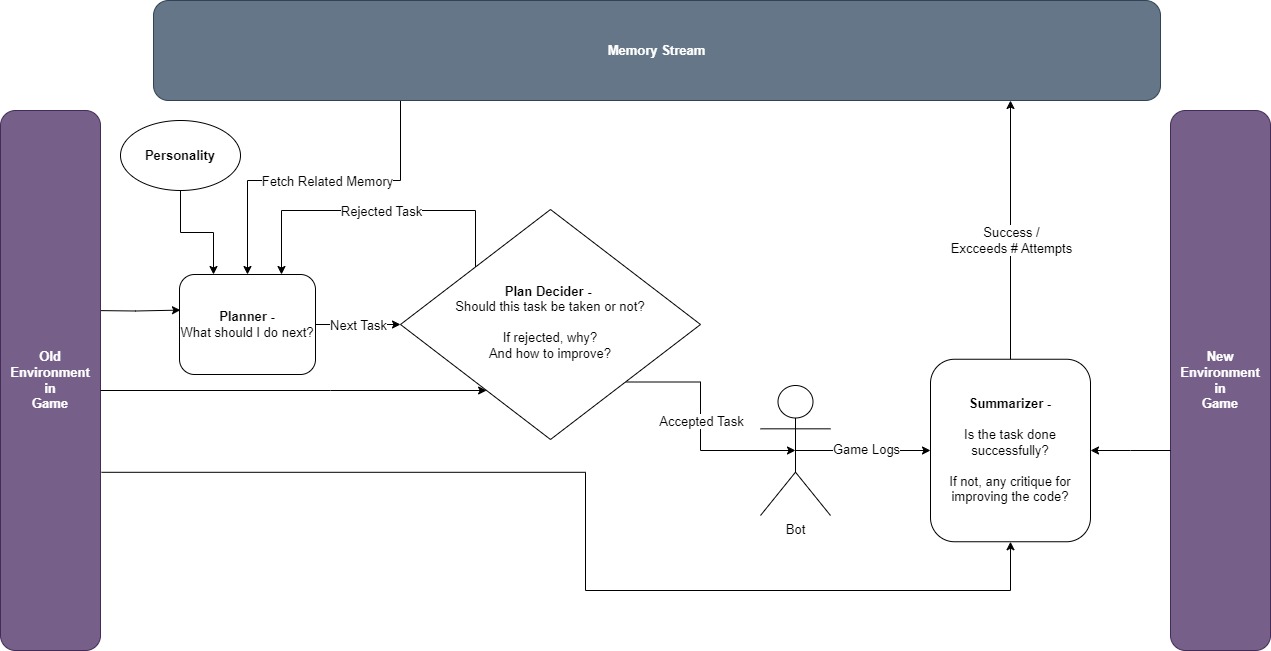 Memory Stream
Personality
Fetch Related Memory
Rejected Task
Planner -
What should I do next?
Next Task
Plan Decider -
Should this task be taken or not?
If rejected, why?
And how to improve?
Success /
Excceeds # Attempts
Old
Environment
in
Game
New
Environment
in
Game
Accepted Task
Bot
Game Logs
Summarizer -
Is the task done
successfully?
If not, any critique for
improving the code?